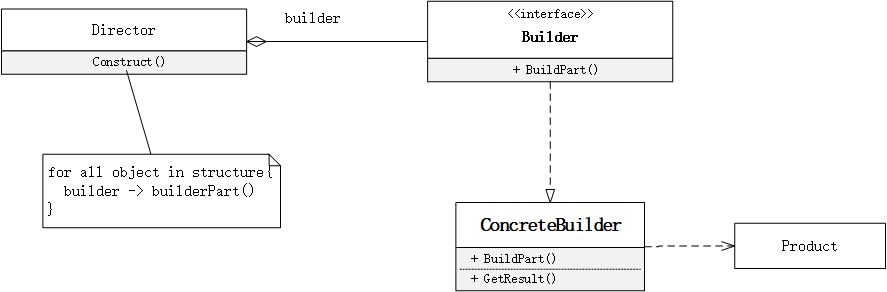 Director
Construct()
builder
<<interface>>
Builder
+ BuildPart()
for all object in structure{
builder -> builderPart()
}
ConcreteBuilder
+ BuildPart()
+ GetResult()
Product